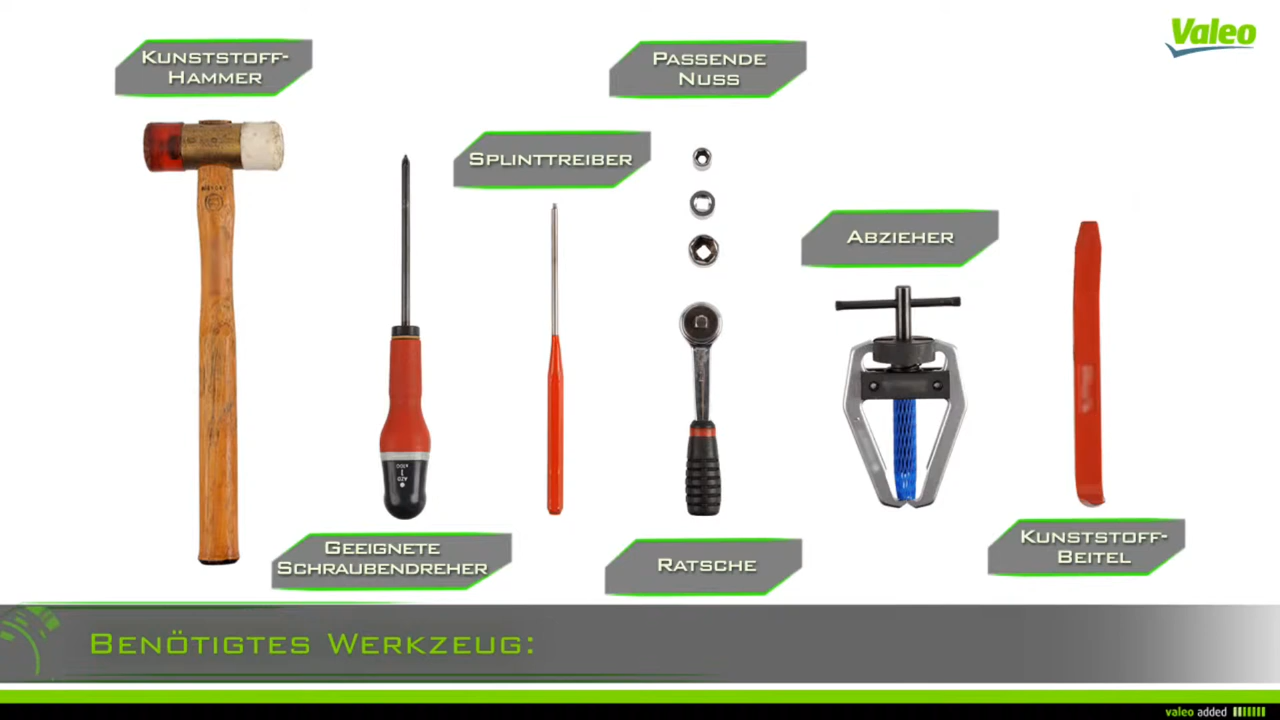 Valeo
Kunststoff-
Hammer
Passende
Nuss
Splinttreiber
Abzieher
Geeignete
Schraubendreher
Ratsche
Kunststoff-
Beitel
Benötigtes Werkzeug:
valeo added